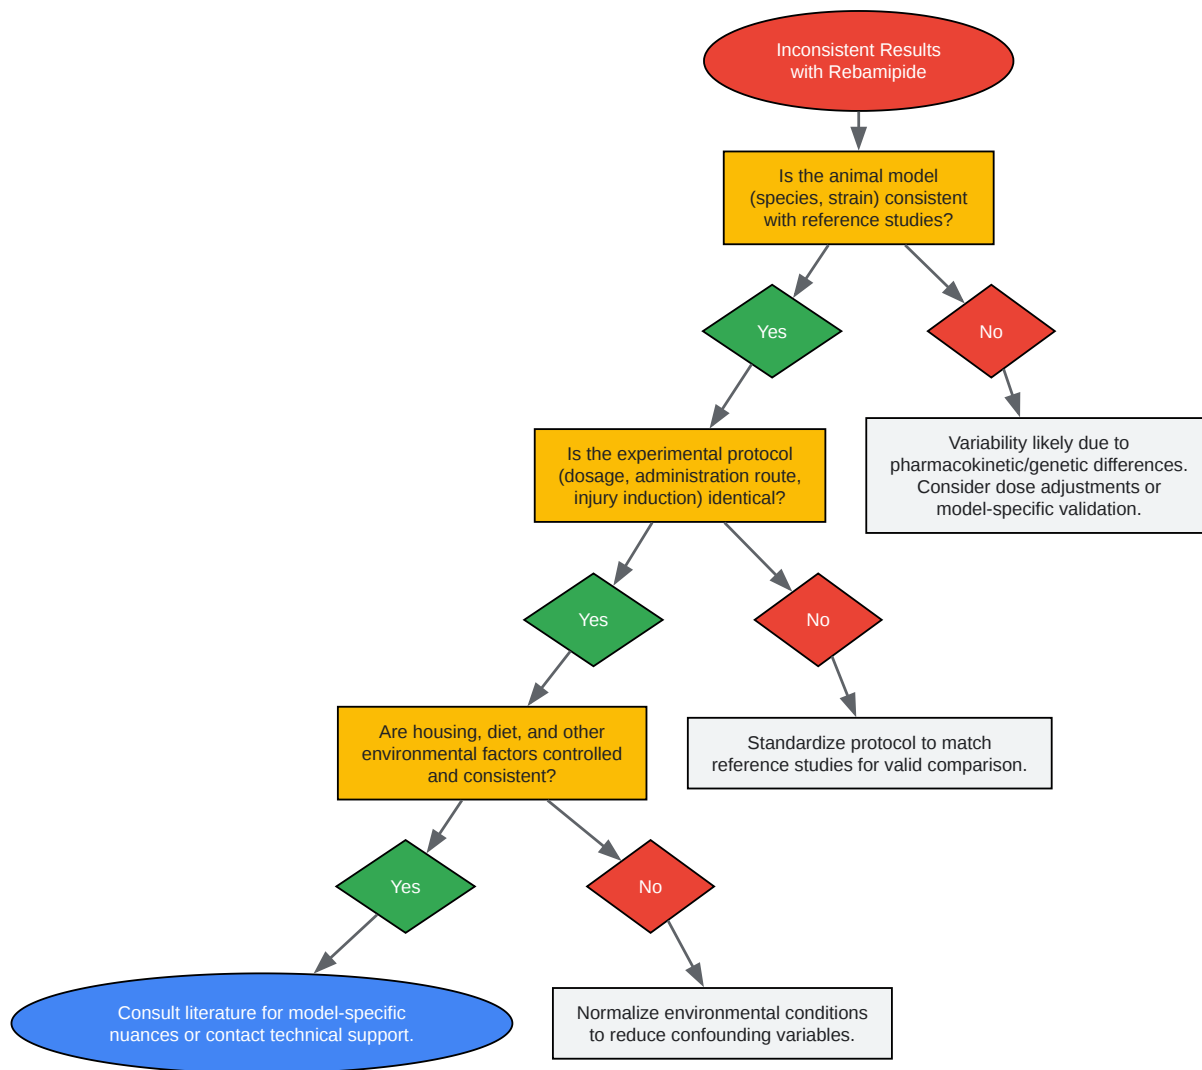 Inconsistent Results
with Rebamipide
Is the animal model
(species, strain) consistent
with reference studies?
Yes
No
Variability likely due to
pharmacokinetic/genetic differences.
Consider dose adjustments or
model-specific validation.
Is the experimental protocol
(dosage, administration route,
injury induction) identical?
Yes
No
Standardize protocol to match
reference studies for valid comparison.
Are housing, diet, and other
environmental factors controlled
and consistent?
Yes
No
Consult literature for model-specific
nuances or contact technical support.
Normalize environmental conditions
to reduce confounding variables.